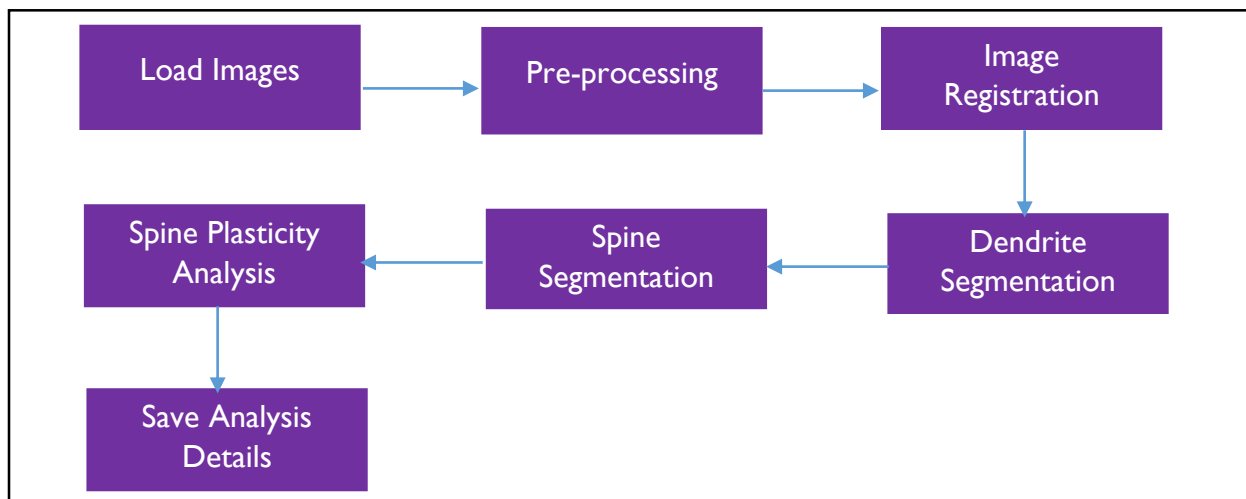 Load Images
Pre-processing
Image
Registration
Dendrite
Segmentation
Spine
Segmentation
Spine Plasticity
Analysis
Save Analysis
Details